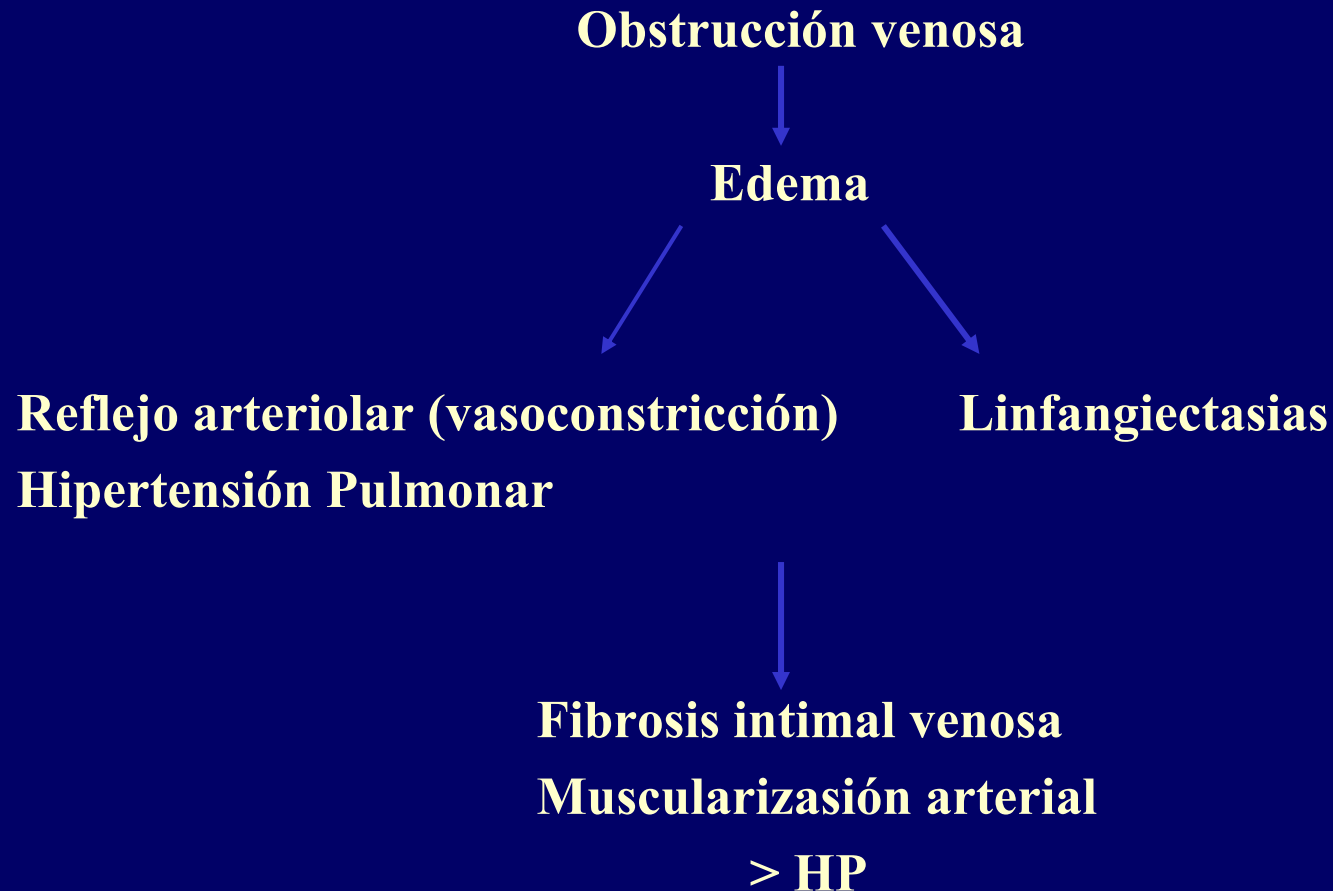 Obstrucción venosa
Edema
Reflejo arteriolar (vasoconstricción)
Linfangiectasias
Hipertensión Pulmonar
Fibrosis intimal venosa
Muscularizasión arterial
> HP